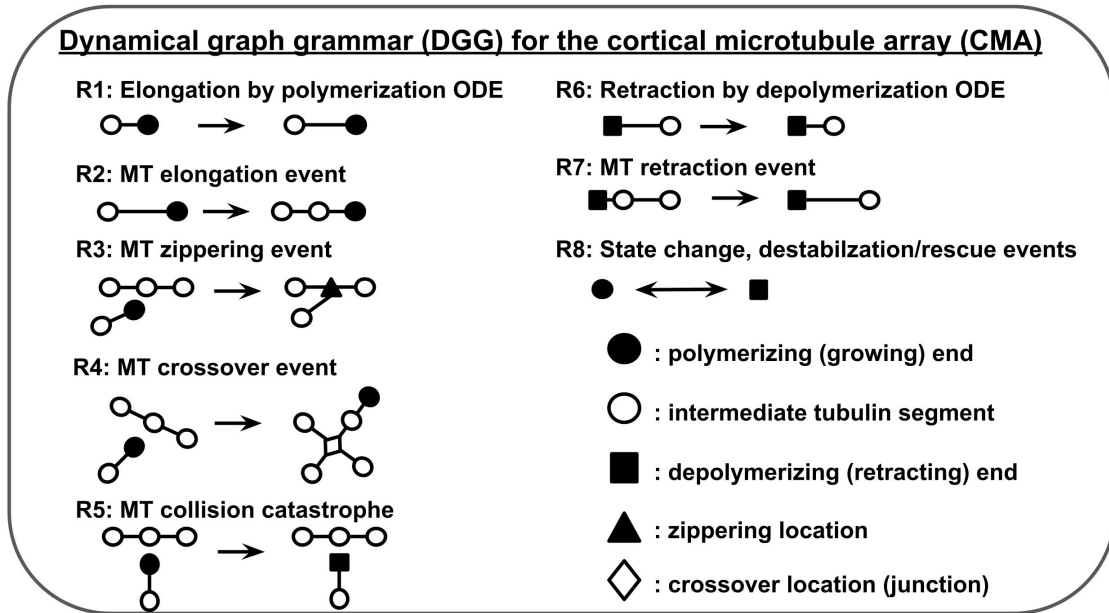 Dynamical graph grammar (DGG) for the cortical microtubule array (CMA)
R1: Elongation by polymerization ODE
R2: MT elongation event
R3: MT zippering event
R4: MT crossover event
R5: MT collision catastrophe
R6: Retraction by depolymerization ODE
R7: MT retraction event
R8: State change, destabilzation/rescue events
: polymerizing (growing) end
: intermediate tubulin segment
: depolymerizing (retracting) end
: zippering location
: crossover location (junction)